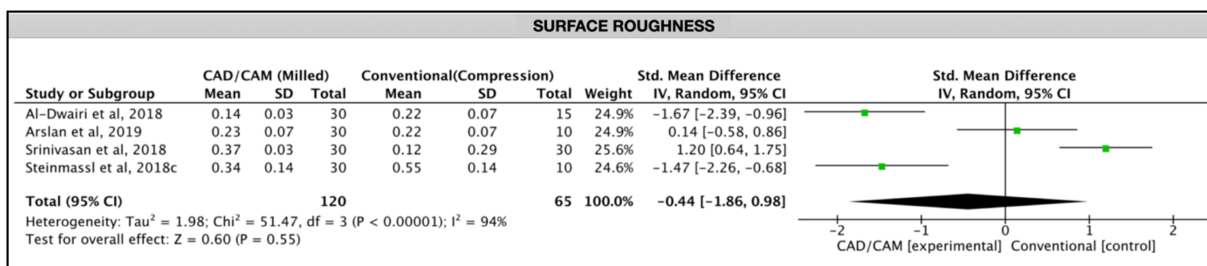 SURFACE ROUGHNESS
CAD/CAM (Milled) Conventional(Compression) Std. Mean Difference Std. Mean Difference
Study or Subgroup Mean SD Total Mean SD Total Weight IV, Random, 95% CI IV, Random, 95% CI
Al-Dwairi et al, 2018 0.14 0.03 30 0.22 0.07 15 24.9% -1.67 [-2.39, -0.96]
Arslan et al, 2019 0.23 0.07 30 0.22 0.07 10 24.9% 0.14 [-0.58, 0.86]
Srinivasan et al, 2018 0.37 0.03 30 0.12 0.29 30 25.6% 1.20 [0.64, 1.75]
Steinmassl et al, 2018c 0.34 0.14 30 0.55 0.14 10 24.6% -1.47 [-2.26, -0.68]
Total (95% CI) 120 65 100.0% -0.44 [-1.86, 0.98]
Heterogeneity: Tau² = 1.98; Chi² = 51.47, df = 3 (P < 0.00001); I² = 94%
Test for overall effect: Z = 0.60 (P = 0.55)
-2 -1 0 1 2
CAD/CAM [experimental] Conventional [control]